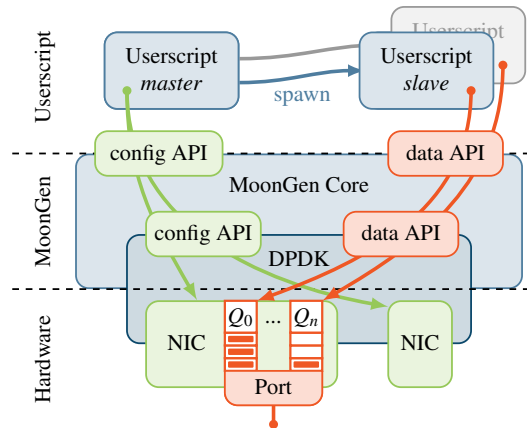 Userscript
Userscript
master
Userscript
slave
Userscript
spawn
config API
data API
MoonGen
MoonGen Core
config API
data API
DPDK
Hardware
NIC
Q0
...
Qn
NIC
Port